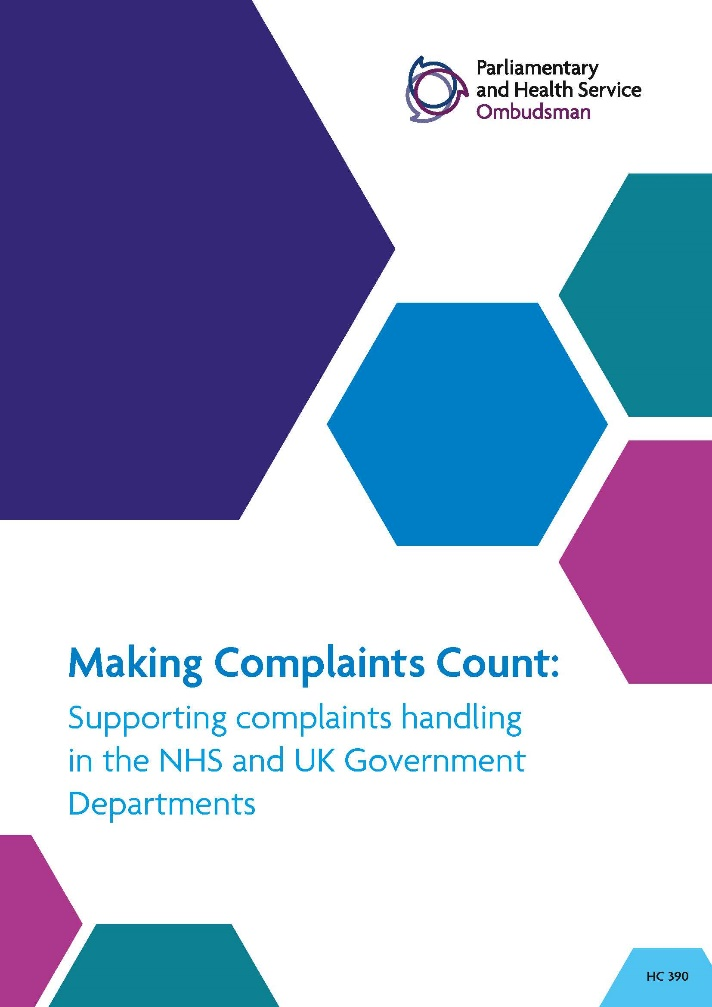 Parliamentary
and Health Service
Ombudsman
Making Complaints Count:
Supporting complaints handling
in the NHS and UK Government
Departments
HC 390